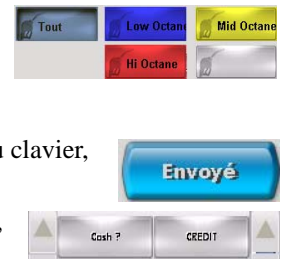 Tout Low Octane Mid Octane
Hi Octane
u clavier,
Envoyé
,
Cash ? CREDIT